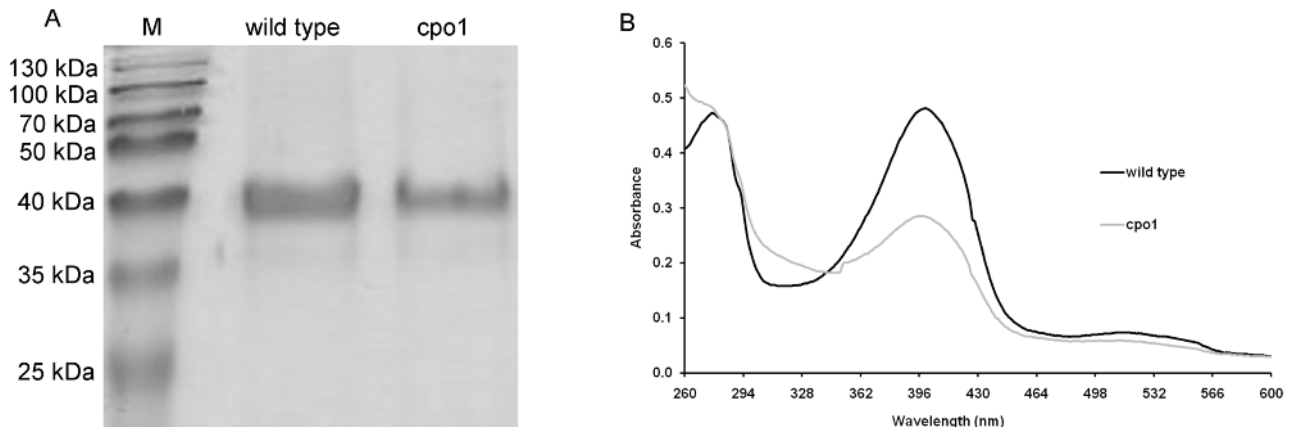 A
M wild type cpo1
130 kDa
100 kDa
70 kDa
50 kDa
40 kDa
35 kDa
25 kDa
B
0.6
0.5
0.4
0.3
0.2
0.1
0.0
Absorbance
260 294 328 362 396 430 464 498 532 566 600
Wavelength (nm)
wild type
cpo1